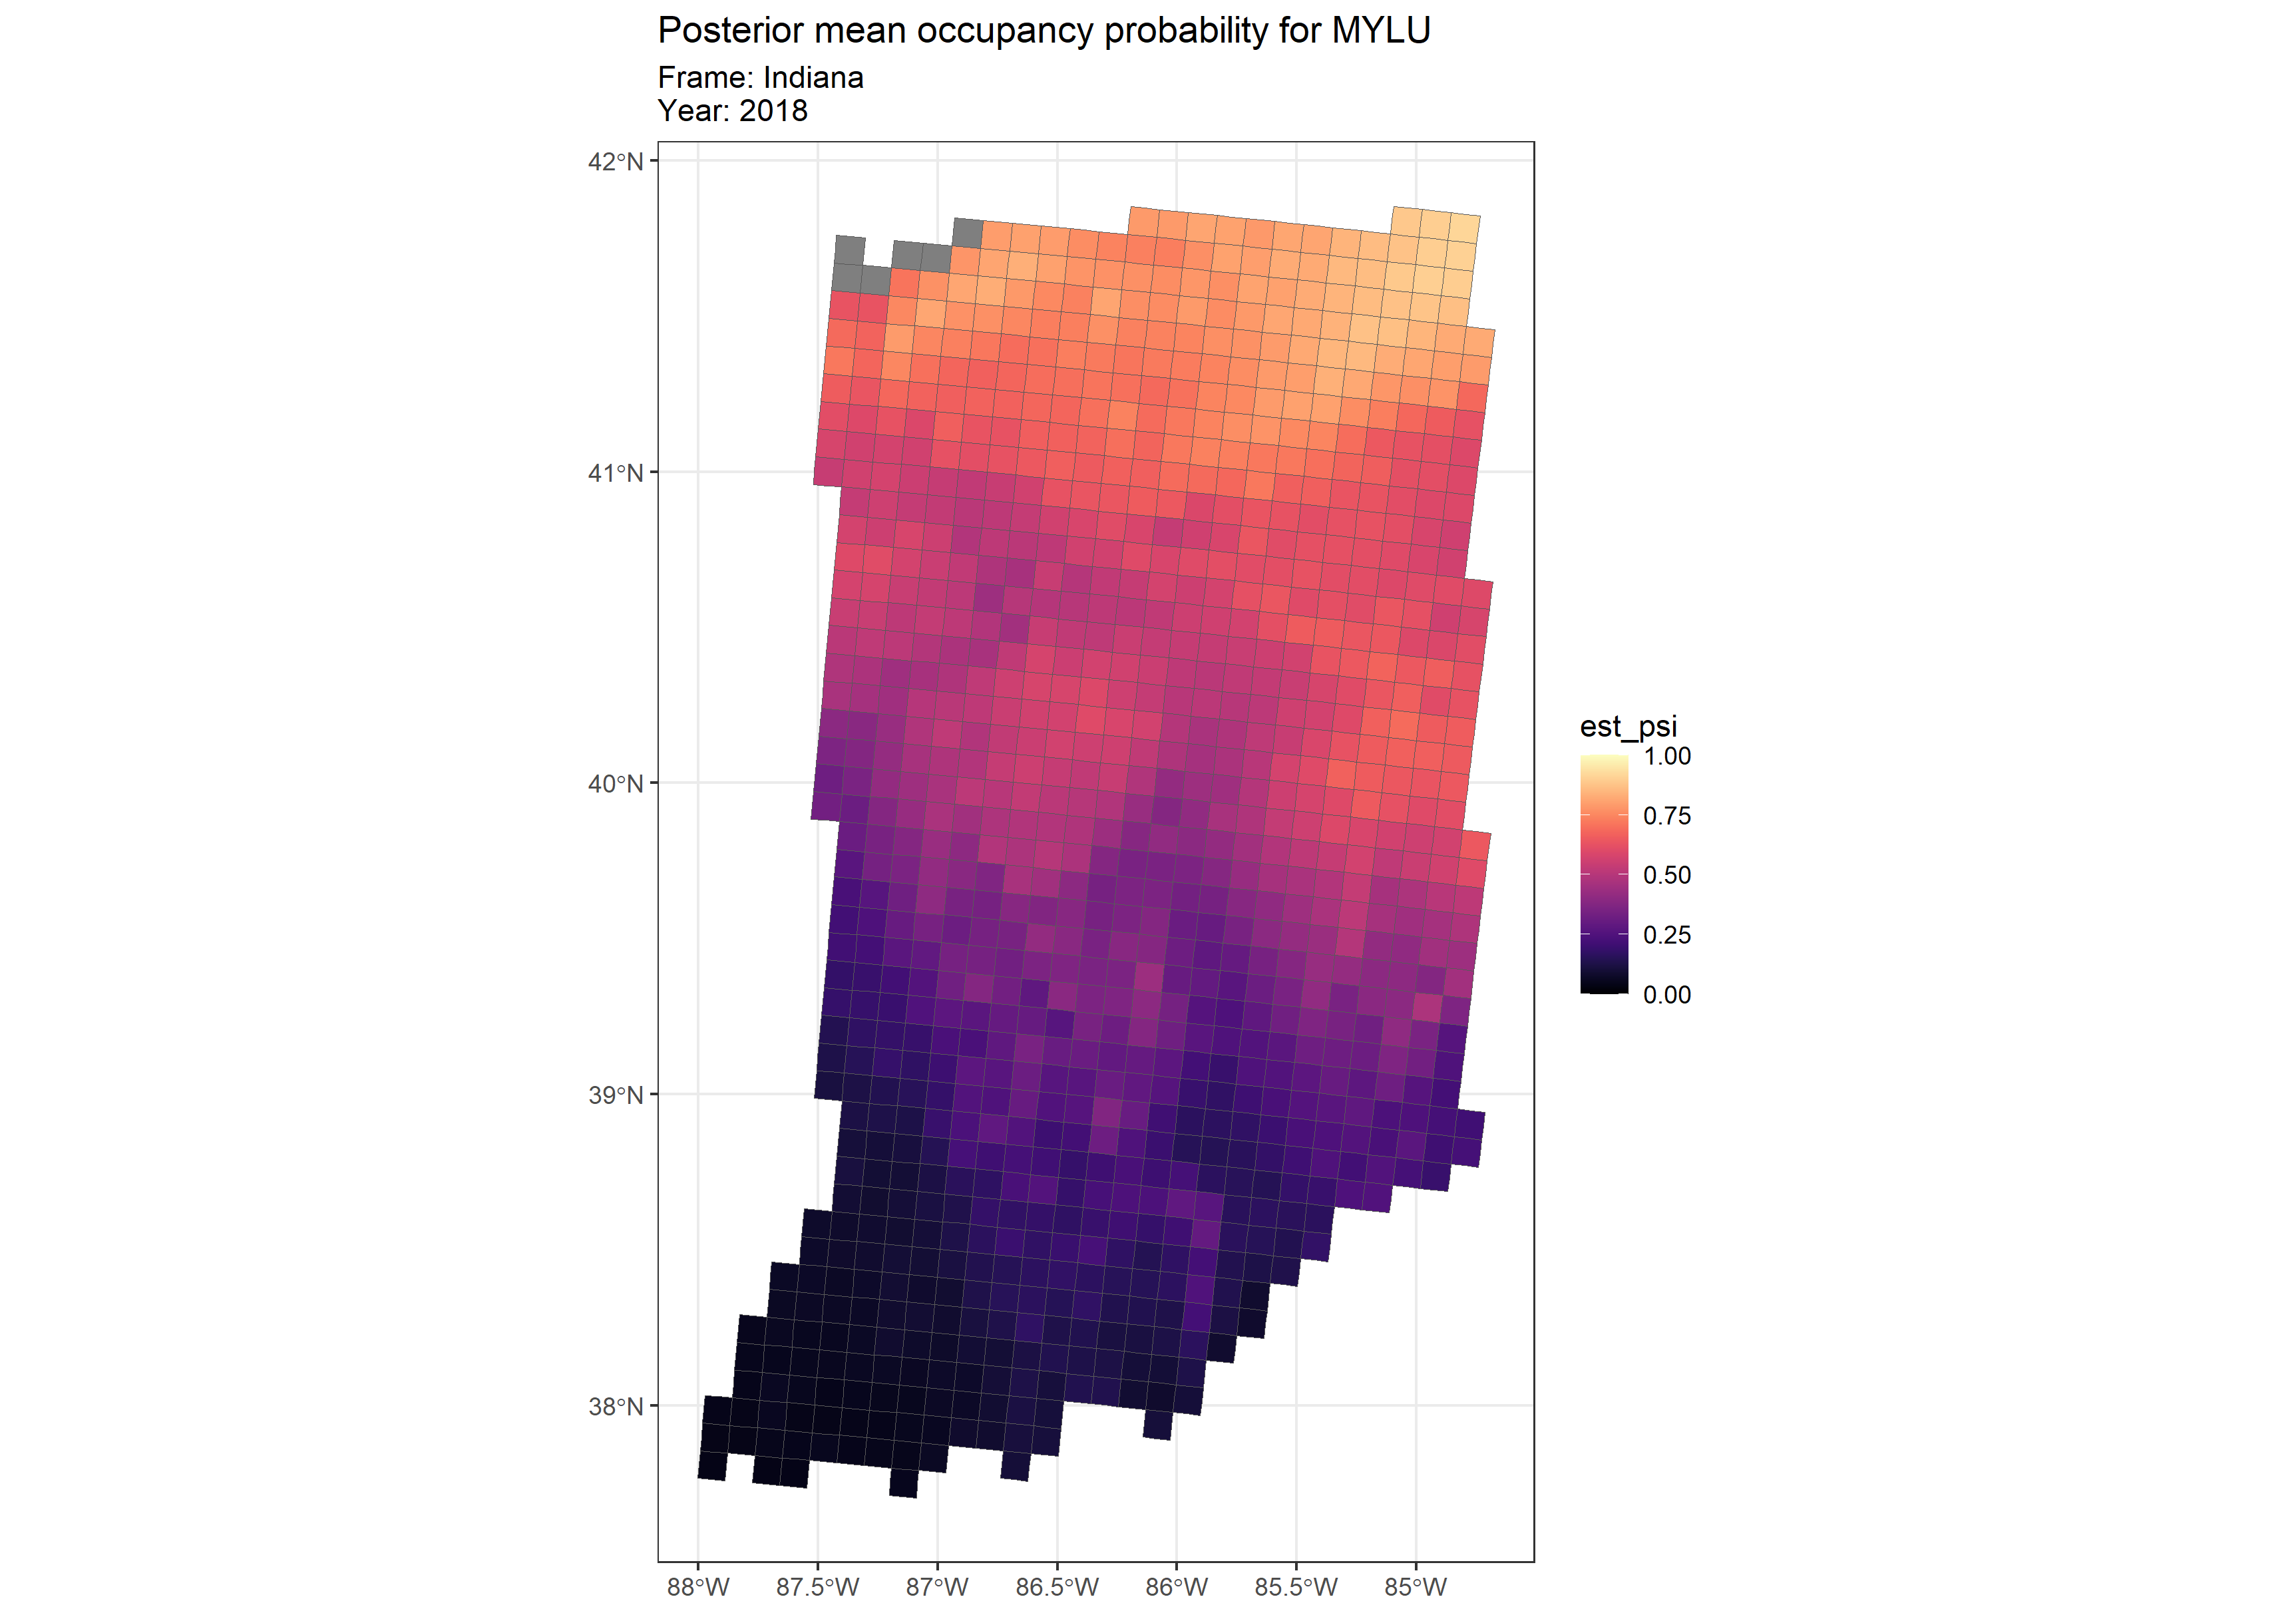 Posterior mean occupancy probability for MYLU
Frame: Indiana
Year: 2018
42°N
41°N
40°N
39°N
38°N
88°W
87.5°W
87°W
86.5°W
86°W
85.5°W
85°W
est_psi
1.00
0.75
0.50
0.25
0.00